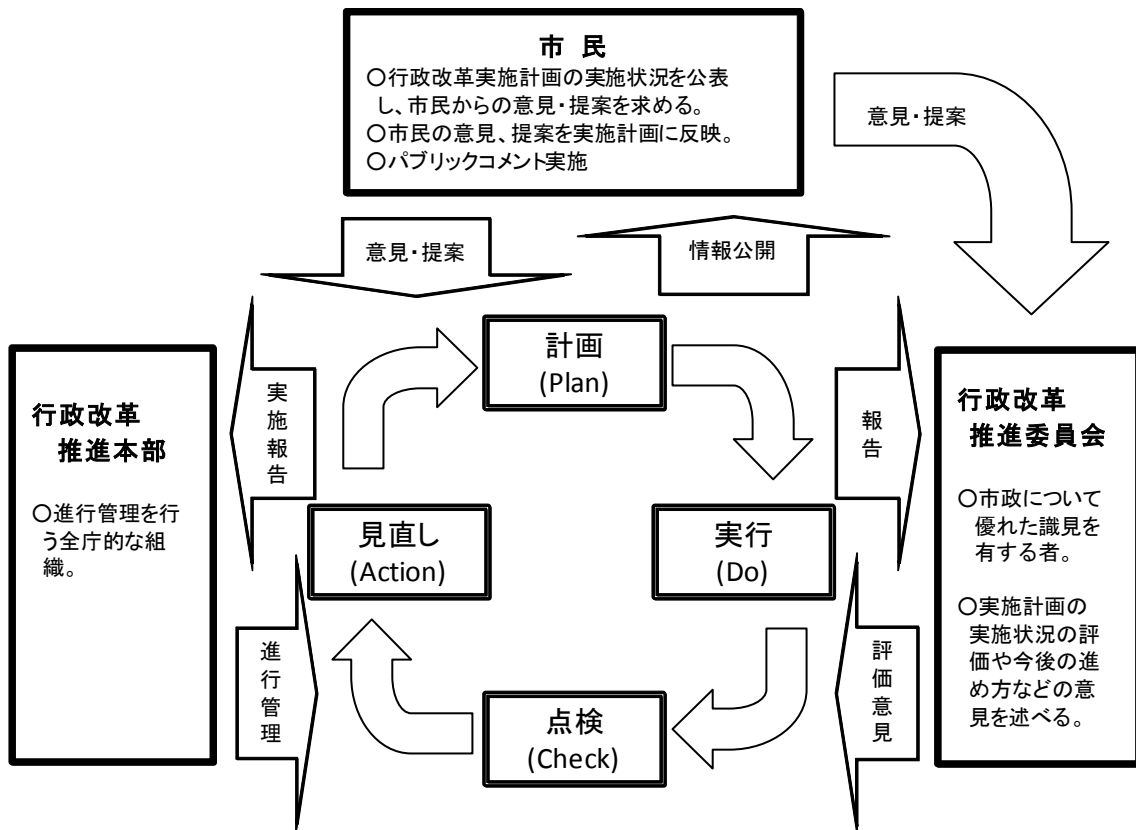 市 民
○行政改革実施計画の実施状況を公表
し、市民からの意見・提案を求める。
○市民の意見、提案を実施計画に反映。
○パブリックコメント実施
意見・提案
意見・提案
情報公開
計画
(Plan)
実行
(Do)
点検
(Check)
見直し
(Action)
実施報告
進行管理
報告
評価意見
行政改革
推進本部
○進行管理を行
う全庁的な組
織。
行政改革
推進委員会
○市政について
優れた識見を
有する者。
○実施計画の
実施状況の評
価や今後の進
め方などの意
見を述べる。